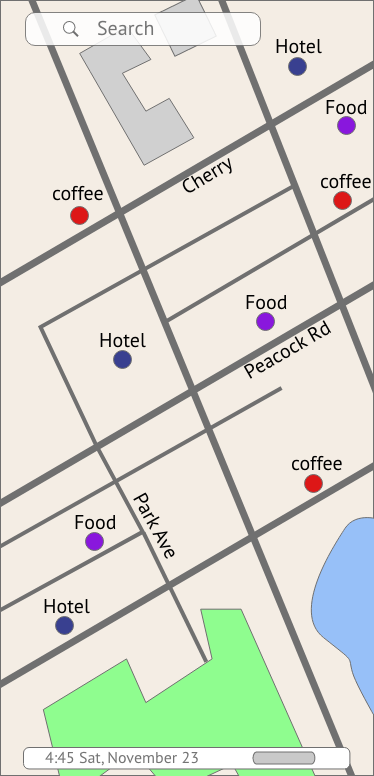 Search
Hotel
Food
Cherry
coffee
coffee
Food
Peacock Rd
Hotel
coffee
Park Ave
Food
Hotel
4:45 Sat, November 23